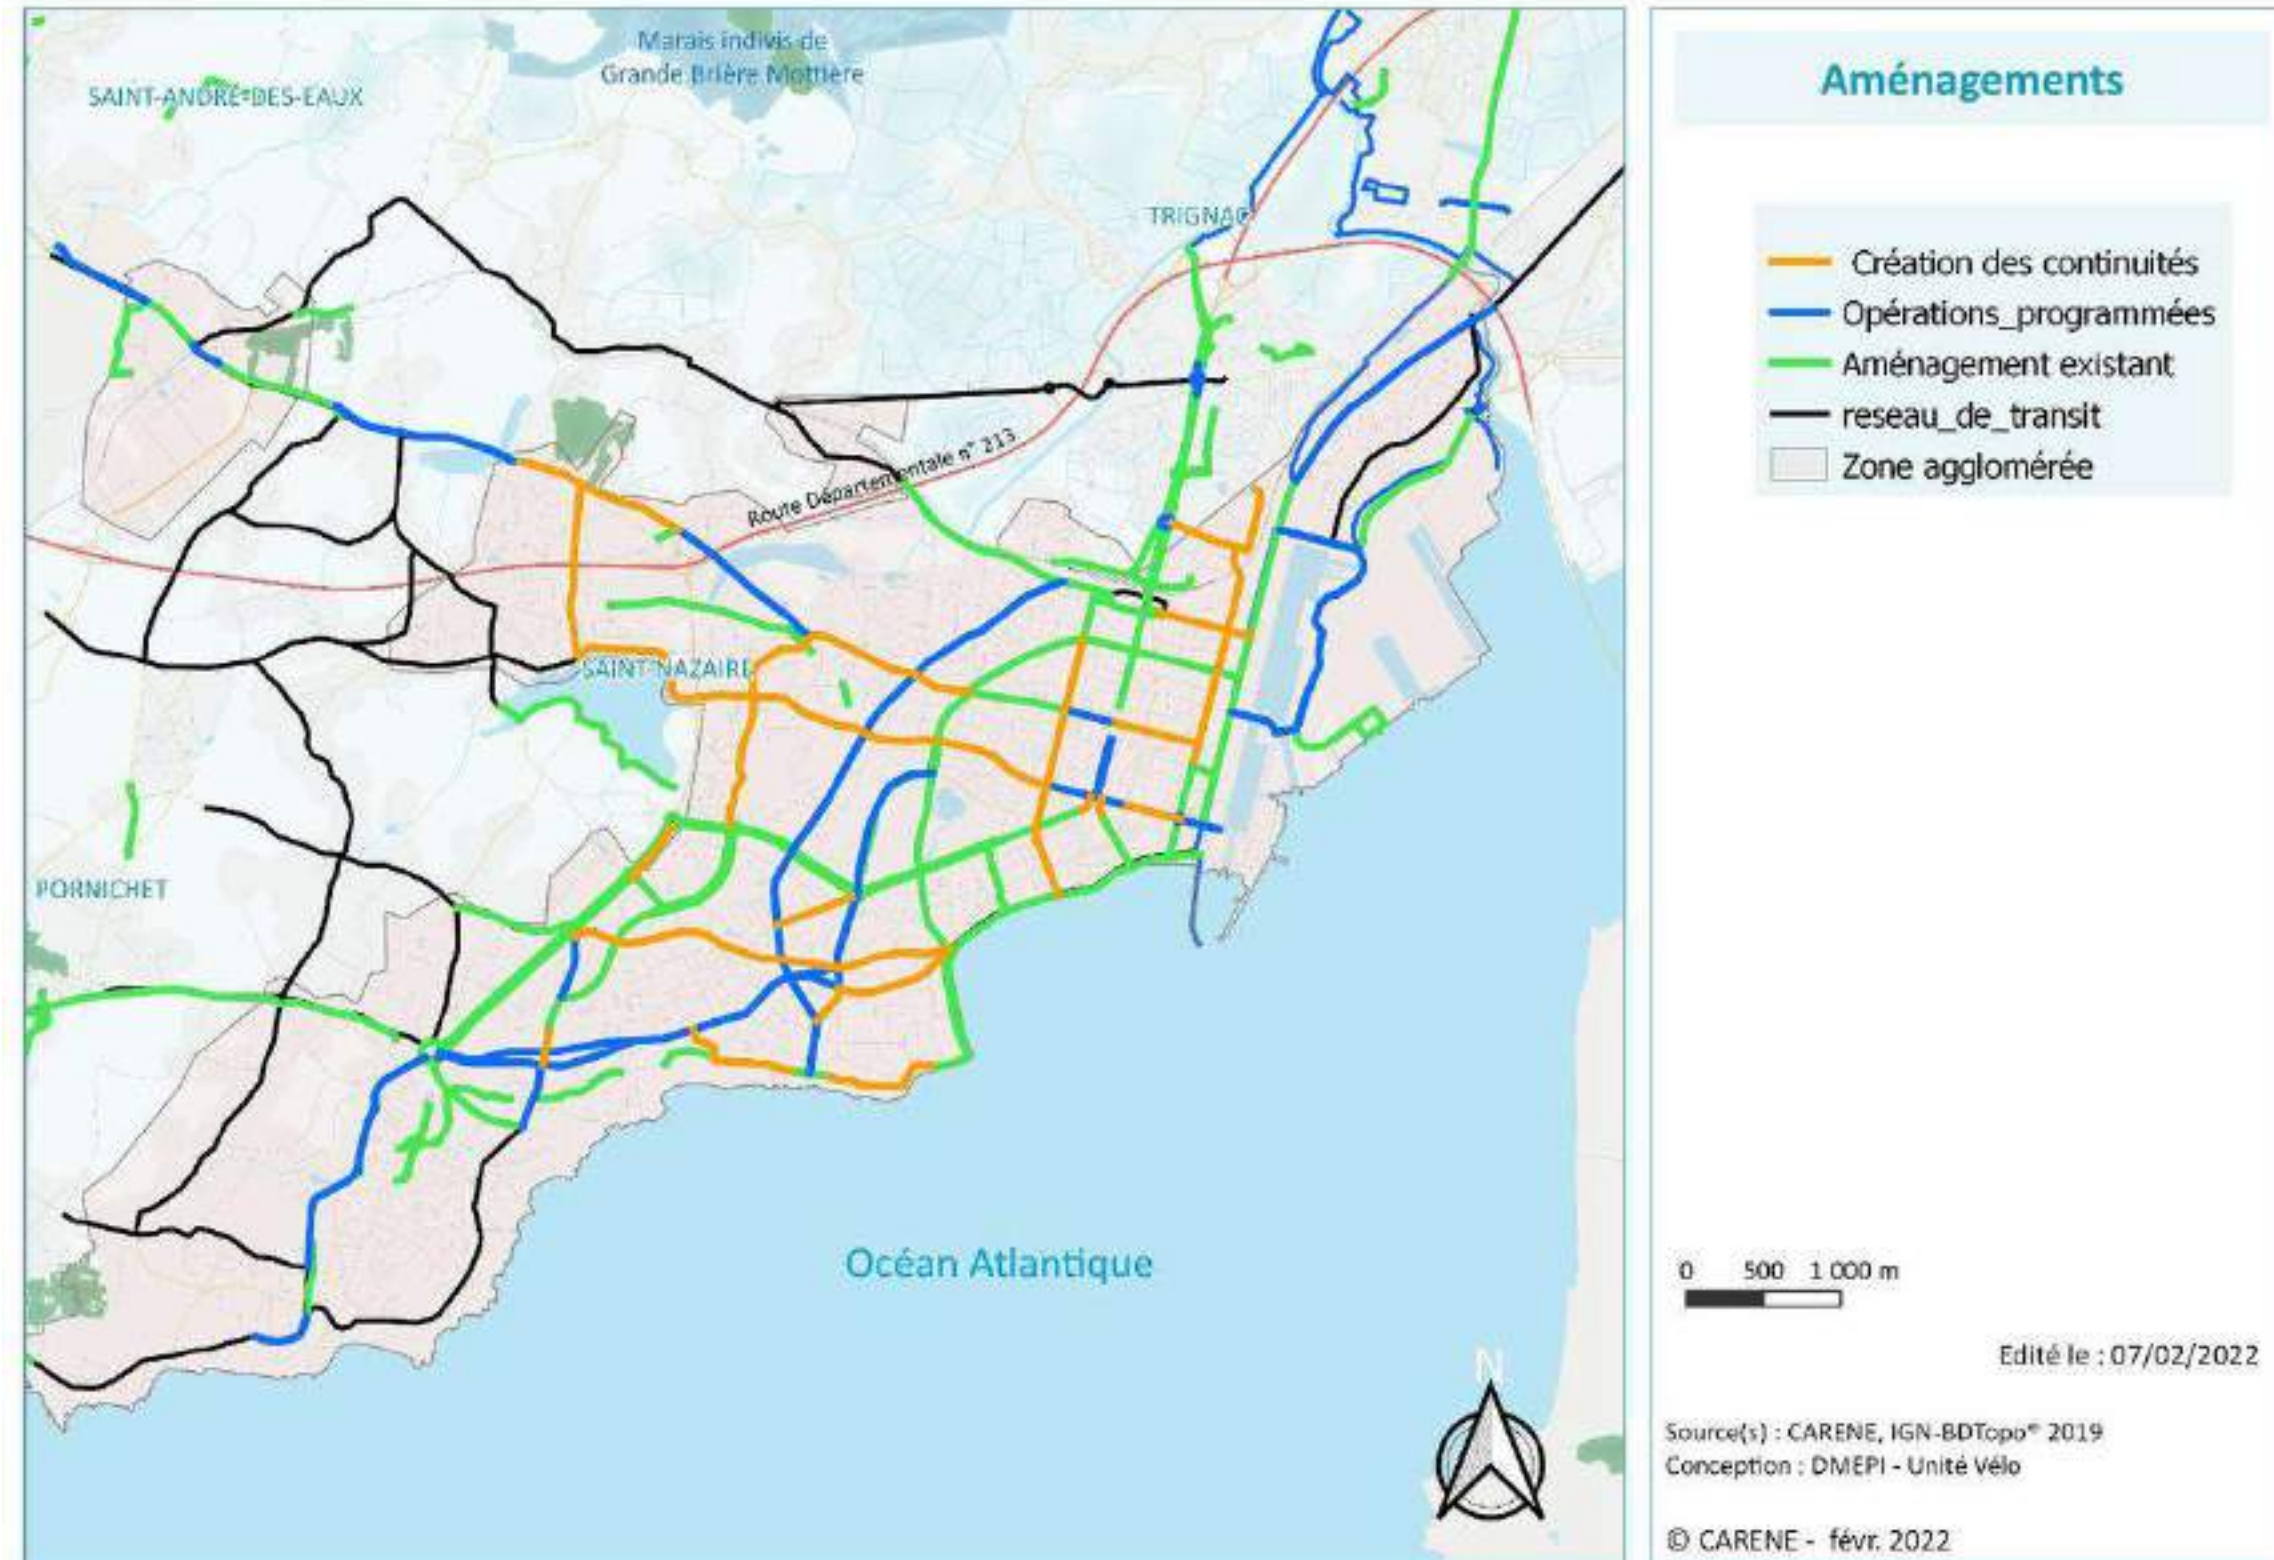 Marais indivis de
Grande Brière Mottière
SAINT-ANDRÉ-DES-EAUX
TRIGNAC
Route Départementale n° 213
SAINT-NAZAIRE
PORNICHET
Océan Atlantique
N
Aménagements
Création des continuités
Opérations_programmées
Aménagement existant
reseau_de_transit
Zone agglomérée
0 500 1 000 m
Edité le : 07/02/2022
Source(s) : CARENE, IGN-BDTopo® 2019
Conception : DMEPI - Unité Vélo
© CARENE - févr. 2022